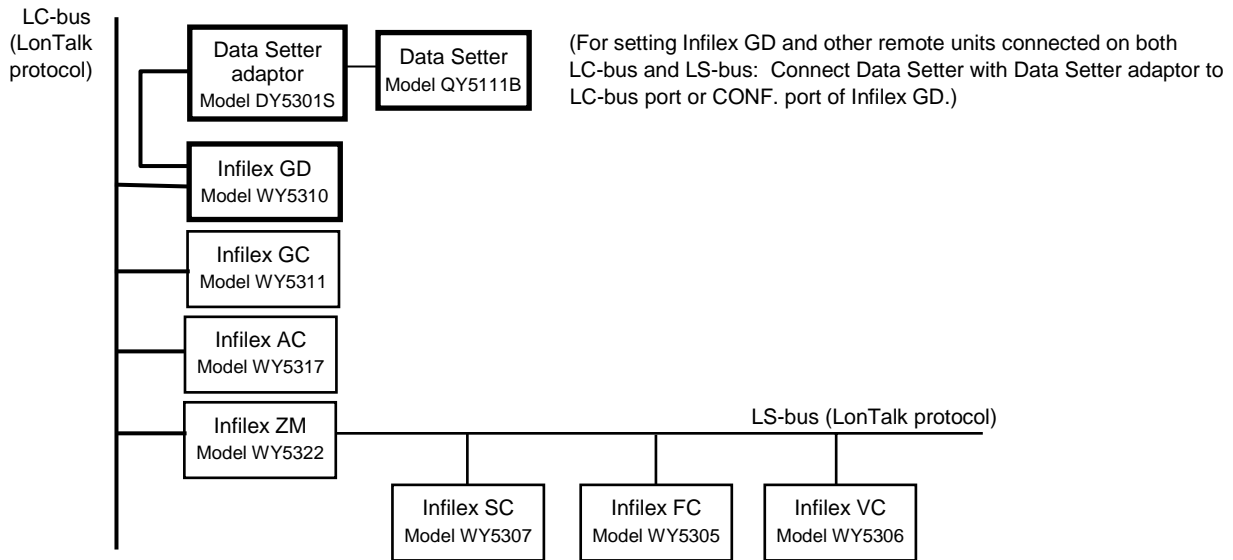 LC-bus
(LonTalk
protocol)
Data Setter
adaptor
Model DY5301S
Data Setter
Model QY5111B
(For setting Infilex GD and other remote units connected on both
LC-bus and LS-bus: Connect Data Setter with Data Setter adaptor to
LC-bus port or CONF. port of Infilex GD.)
Infilex GD
Model WY5310
Infilex GC
Model WY5311
Infilex AC
Model WY5317
Infilex ZM
Model WY5322
LS-bus (LonTalk protocol)
Infilex SC
Model WY5307
Infilex FC
Model WY5305
Infilex VC
Model WY5306